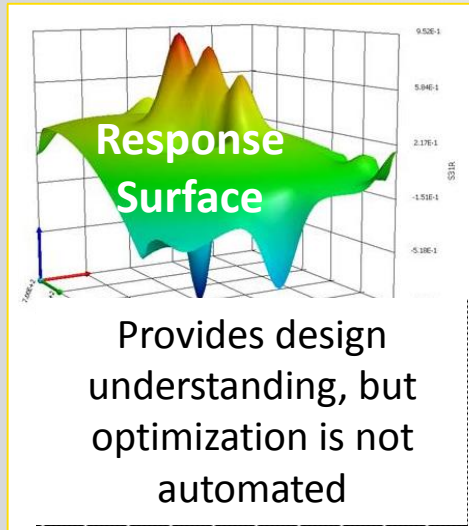 9.52E-1
5.84E-1
2.17E-1
S31R
-1.51E-1
-5.18E-1
Response
Surface
Provides design
understanding, but
optimization is not
automated